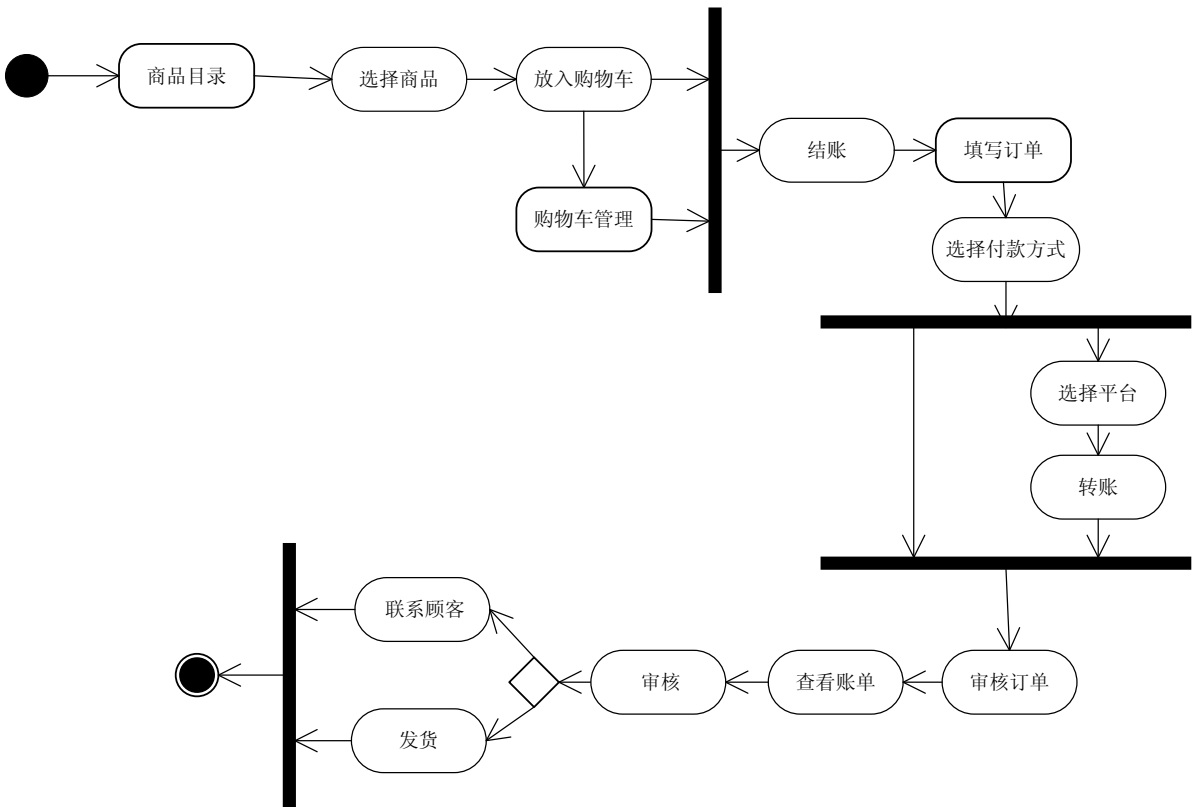 商品目录
选择商品
放入购物车
购物车管理
结账
填写订单
选择付款方式
选择平台
转账
审核订单
查看账单
审核
联系顾客
发货